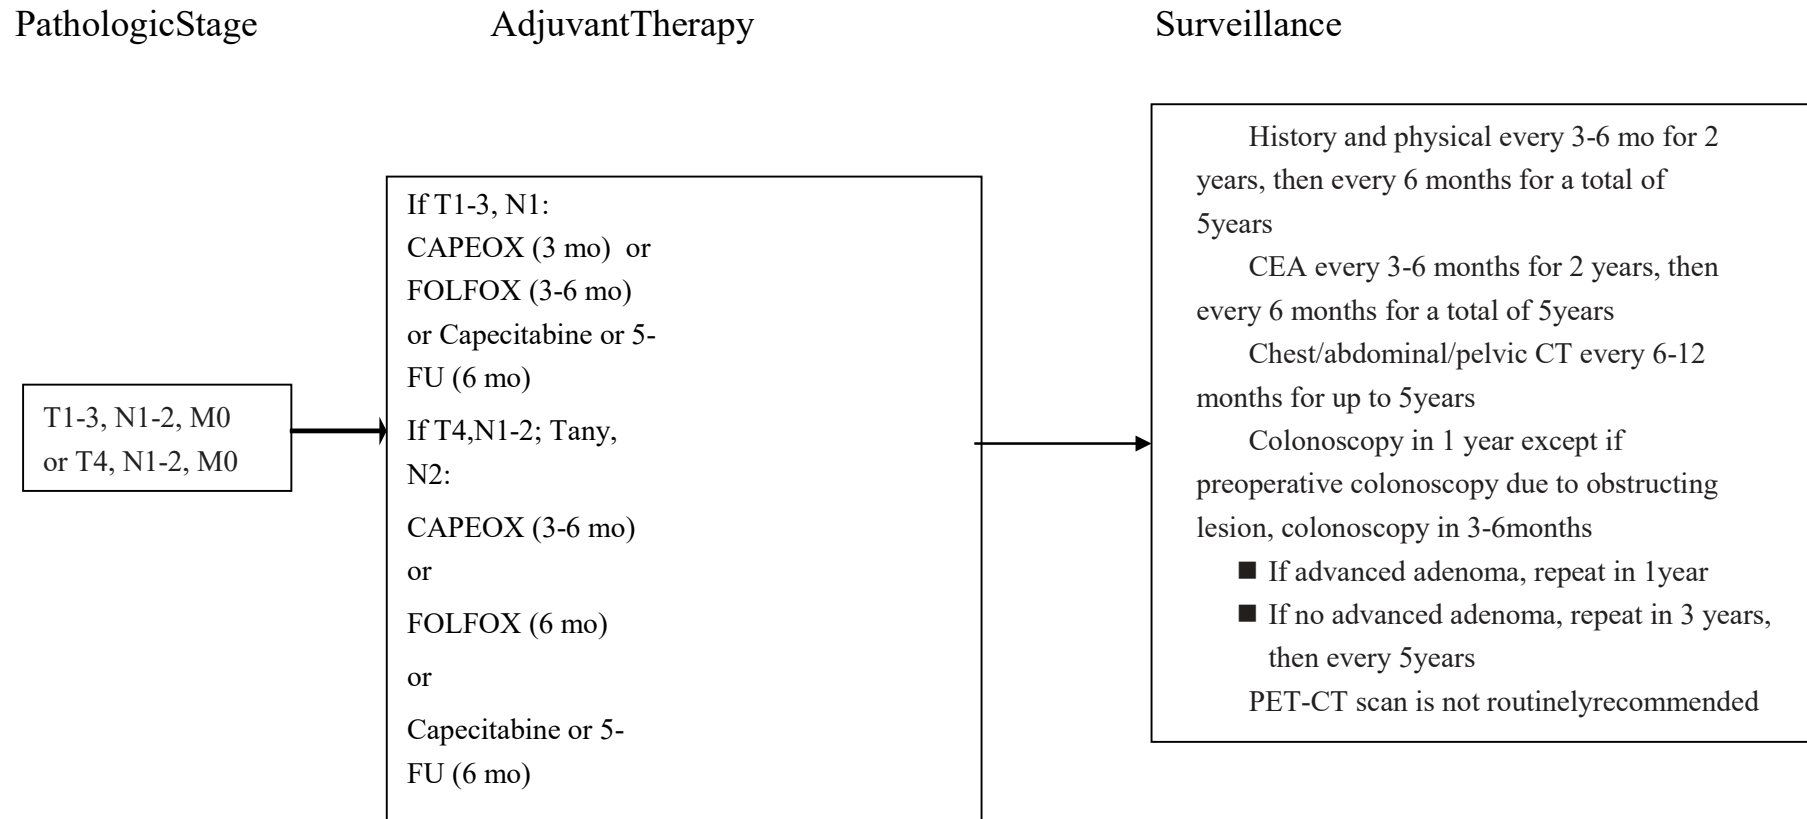 PathologicStage
AdjuvantTherapy
Surveillance
T1-3, N1-2, M0
or T4, N1-2, M0
If T1-3, N1:
CAPEOX (3 mo) or
FOLFOX (3-6 mo)
or Capecitabine or 5-
FU (6 mo)
If T4,N1-2; Tany,
N2:
CAPEOX (3-6 mo)
or
FOLFOX (6 mo)
or
Capecitabine or 5-
FU (6 mo)
History and physical every 3-6 mo for 2
years, then every 6 months for a total of
5years
CEA every 3-6 months for 2 years, then
every 6 months for a total of 5years
Chest/abdominal/pelvic CT every 6-12
months for up to 5years
Colonoscopy in 1 year except if
preoperative colonoscopy due to obstructing
lesion, colonoscopy in 3-6months
■ If advanced adenoma, repeat in 1year
■ If no advanced adenoma, repeat in 3 years,
then every 5years
PET-CT scan is not routinelyrecommended